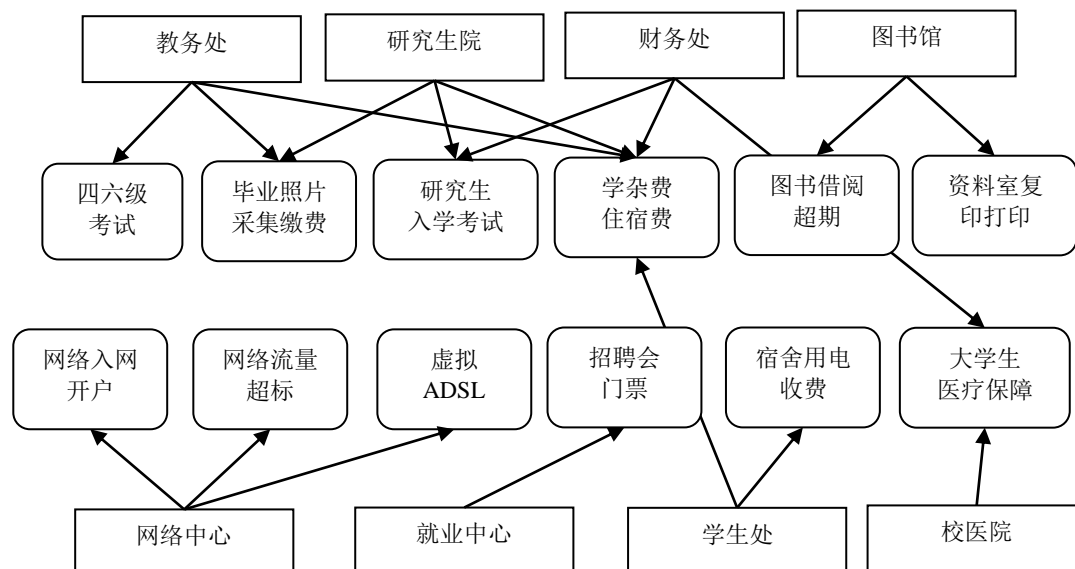 教务处
研究生院
财务处
图书馆
四六级
考试
毕业照片
采集缴费
研究生
入学考试
学杂费
住宿费
图书借阅
超期
资料室复
印打印
网络入网
开户
网络流量
超标
虚拟
ADSL
招聘会
门票
宿舍用电
收费
大学生
医疗保障
网络中心
就业中心
学生处
校医院